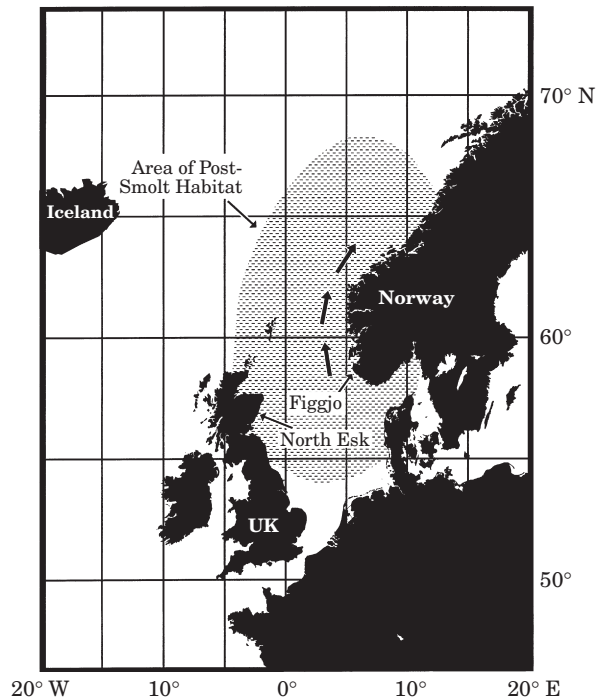 70° N
Area of Post-
Smolt Habitat
Iceland
Norway
60°
Figgjo
North Esk
UK
50°
20° W
10°
0°
10°
20° E